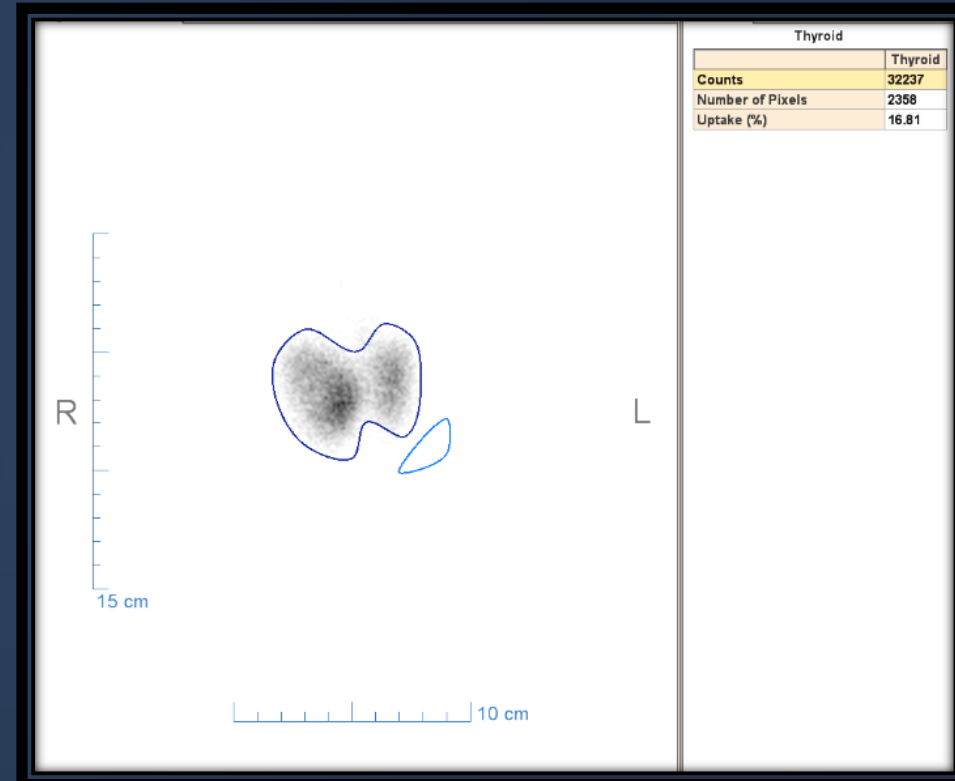 Thyroid
Thyroid
Counts 32237
Number of Pixels 2358
Uptake (%) 16.81
R
L
15 cm
10 cm